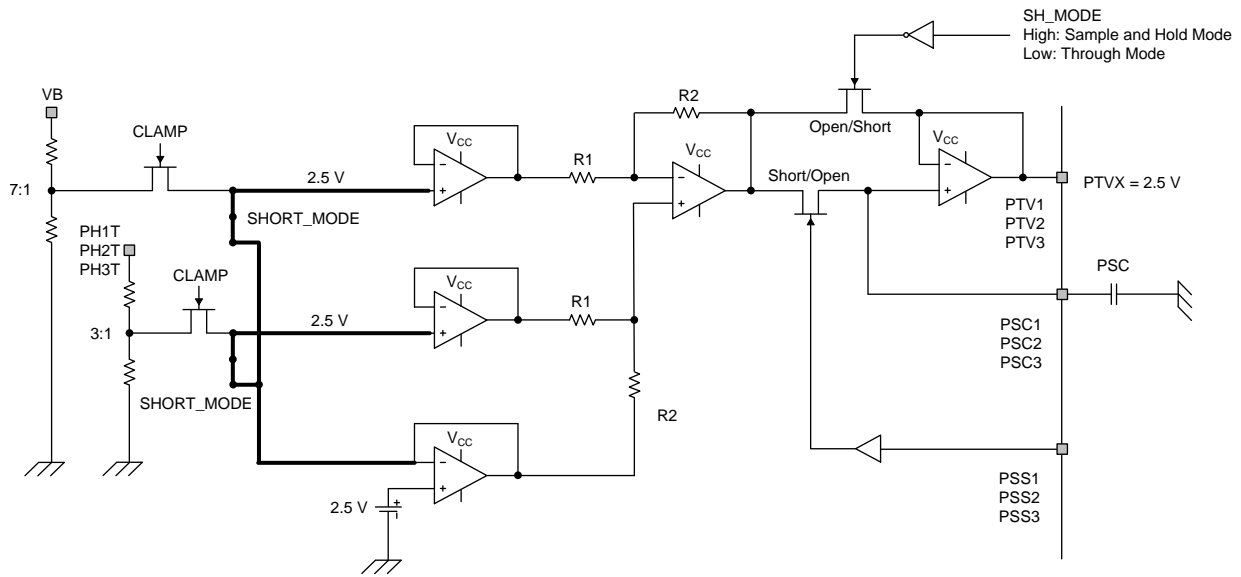 SH_MODE
High: Sample and Hold Mode
Low: Through Mode
VB
CLAMP
7:1
2.5 V
SHORT_MODE
VCC
−
+
R1
R2
VCC
−
+
Open/Short
Short/Open
VCC
−
+
PTVX = 2.5 V
PTV1
PTV2
PTV3
PH1T
PH2T
PH3T
CLAMP
3:1
2.5 V
SHORT_MODE
VCC
−
+
R1
PSC
PSC1
PSC2
PSC3
R2
VCC
−
+
2.5 V
+
PSS1
PSS2
PSS3